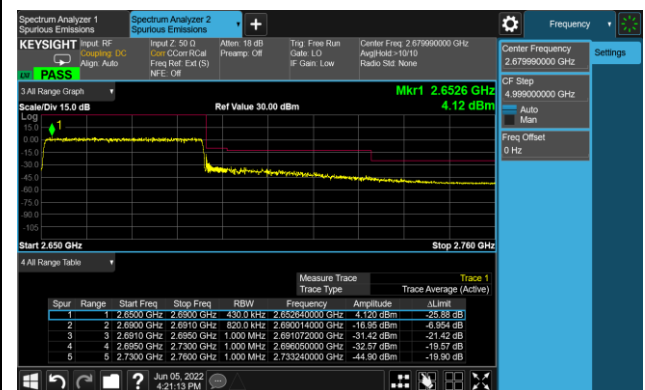 Spectrum Analyzer 1
Spurious Emissions
Spectrum Analyzer 2
Spurious Emissions
Frequency
KEYSIGHT
Input: RF
Coupling: DC
Align: Auto
Input Z: 50 Ω
Corr CCorr RCal
Freq Ref: Ext (S)
NFE: Off
Atten: 18 dB
Preamp: Off
Trig: Free Run
Gate: LO
IF Gain: Low
Center Freq: 2.679990000 GHz
Avg|Hold:>10/10
Radio Std: None
PASS
Center Frequency
2.679990000 GHz
Settings
CF Step
4.999000000 GHz
Auto
Man
Freq Offset
0 Hz
3 All Range Graph
Mkr1 2.6526 GHz
Scale/Div 15.0 dB
Ref Value 30.00 dBm
4.12 dBm
Log
15.0
0.00
-15.0
-30.0
-45.0
-60.0
-75.0
-90.0
-105
1
Start 2.650 GHz
Stop 2.760 GHz
4 All Range Table
Measure Trace Trace 1
Trace Type Trace Average (Active)
Spur Range Start Freq Stop Freq RBW Frequency Amplitude ΔLimit
1 1 2.6500 GHz 2.6900 GHz 430.0 kHz 2.652640000 GHz 4.120 dBm -25.88 dB
2 2 2.6900 GHz 2.6910 GHz 820.0 kHz 2.690014000 GHz -16.95 dBm -6.954 dB
3 3 2.6910 GHz 2.6950 GHz 1.000 MHz 2.691072000 GHz -31.42 dBm -21.42 dB
4 4 2.6950 GHz 2.7300 GHz 1.000 MHz 2.696050000 GHz -32.57 dBm -19.57 dB
5 5 2.7300 GHz 2.7600 GHz 1.000 MHz 2.733240000 GHz -44.90 dBm -19.90 dB
Jun 05, 2022
4:21:13 PM